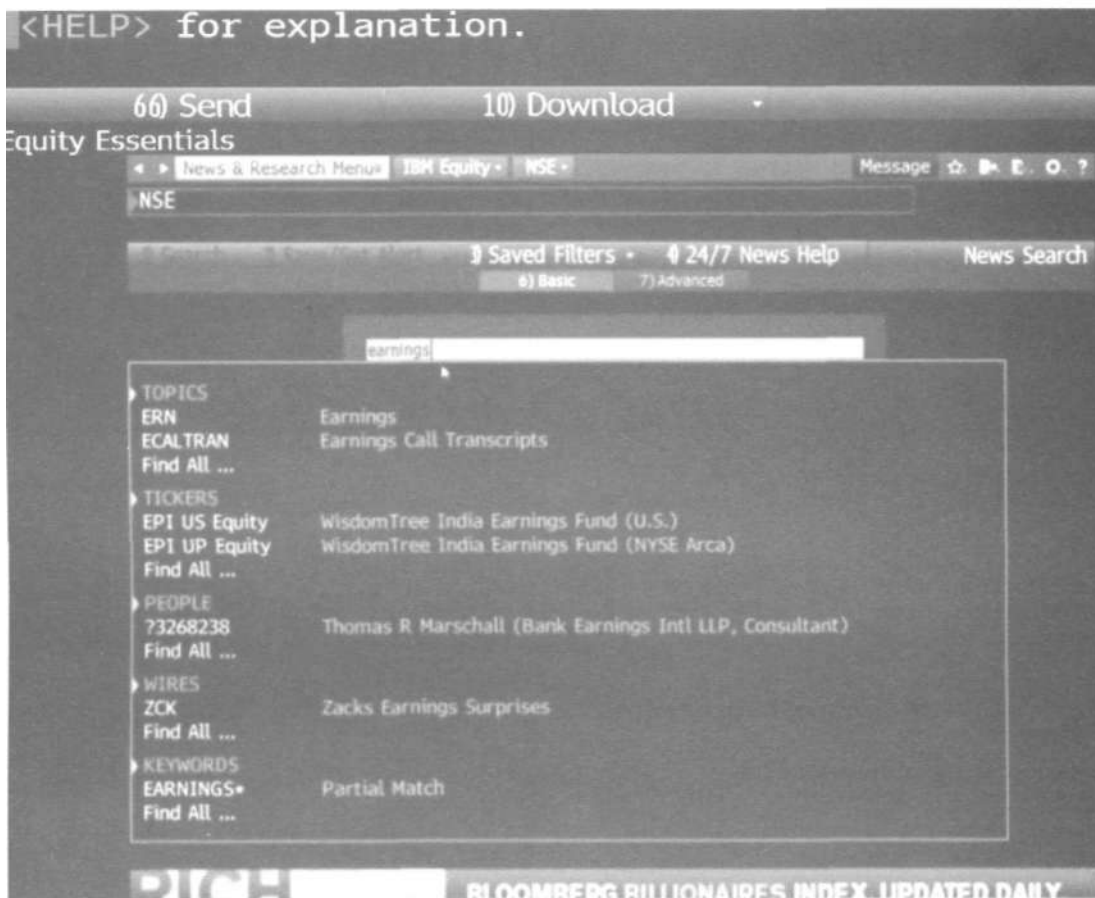 <HELP> for explanation.
66) Send 10) Download
Equity Essentials
News & Research Menu IBM Equity NSE Message ?
NSE
3) Saved Filters 4) 24/7 News Help News Search
6) Basic 7) Advanced
earnings
TOPICS
ERN Earnings
ECALTRAN Earnings Call Transcripts
Find All ...
TICKERS
EPI US Equity WisdomTree India Earnings Fund (U.S.)
EPI UP Equity WisdomTree India Earnings Fund (NYSE Arca)
Find All ...
PEOPLE
?3268238 Thomas R Marschall (Bank Earnings Intl LLP, Consultant)
Find All ...
WIRES
ZCK Zacks Earnings Surprises
Find All ...
KEYWORDS
EARNINGS* Partial Match
Find All ...
RICH BLOOMBERG BILLIONAIRES INDEX. UPDATED DAILY